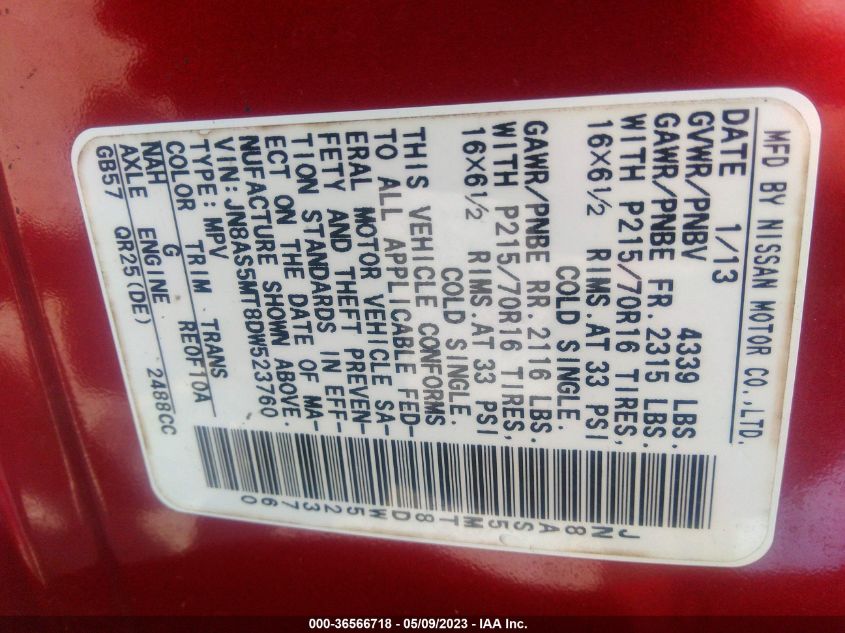 MFD BY NISSAN MOTOR CO.,LTD.
DATE 1/13
GVWR/PNBV 4339 LBS.
GAWR/PNBE FR. 2315 LBS.
WITH P215/70R16 TIRES,
16×6½ RIMS.AT 33 PSI
COLD SINGLE.
GAWR/PNBE RR. 2116 LBS.
WITH P215/70R16 TIRES,
16×6½ RIMS.AT 33 PSI
COLD SINGLE.
THIS VEHICLE CONFORMS
TO ALL APPLICABLE FED-
ERAL MOTOR VEHICLE SA-
FETY AND THEFT PREVEN-
TION STANDARDS IN EFF-
ECT ON THE DATE OF MA-
NUFACTURE SHOWN ABOVE.
VIN: JN8AS5MT8DW523760
TYPE: MPV
COLOR TRIM TRANS
NAH G RE0F10A
AXLE ENGINE
GB57 QR25(DE) 2488CC
JN8AS5MT8DW523760
000-36566718 - 05/09/2023 - IAA Inc.